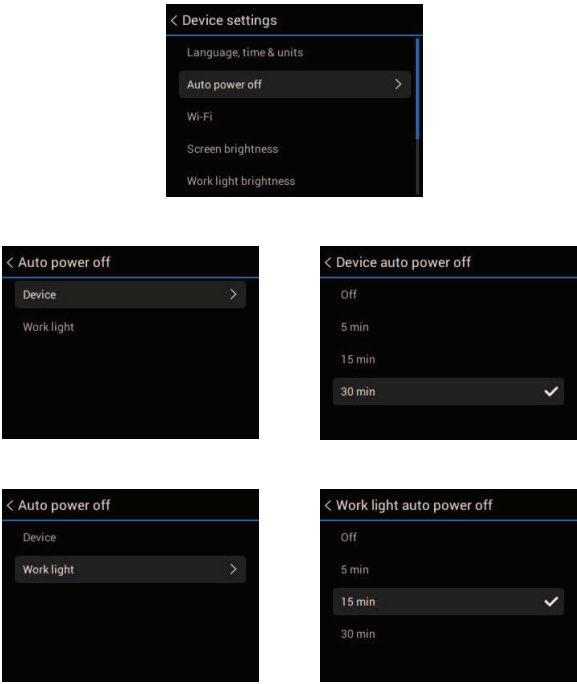 Device settings
Language, time & units
Auto power off
Wi-Fi
Screen brightness
Work light brightness
Auto power off
Device
Work light
Device auto power off
Off
5 min
15 min
30 min
Auto power off
Device
Work light
Work light auto power off
Off
5 min
15 min
30 min